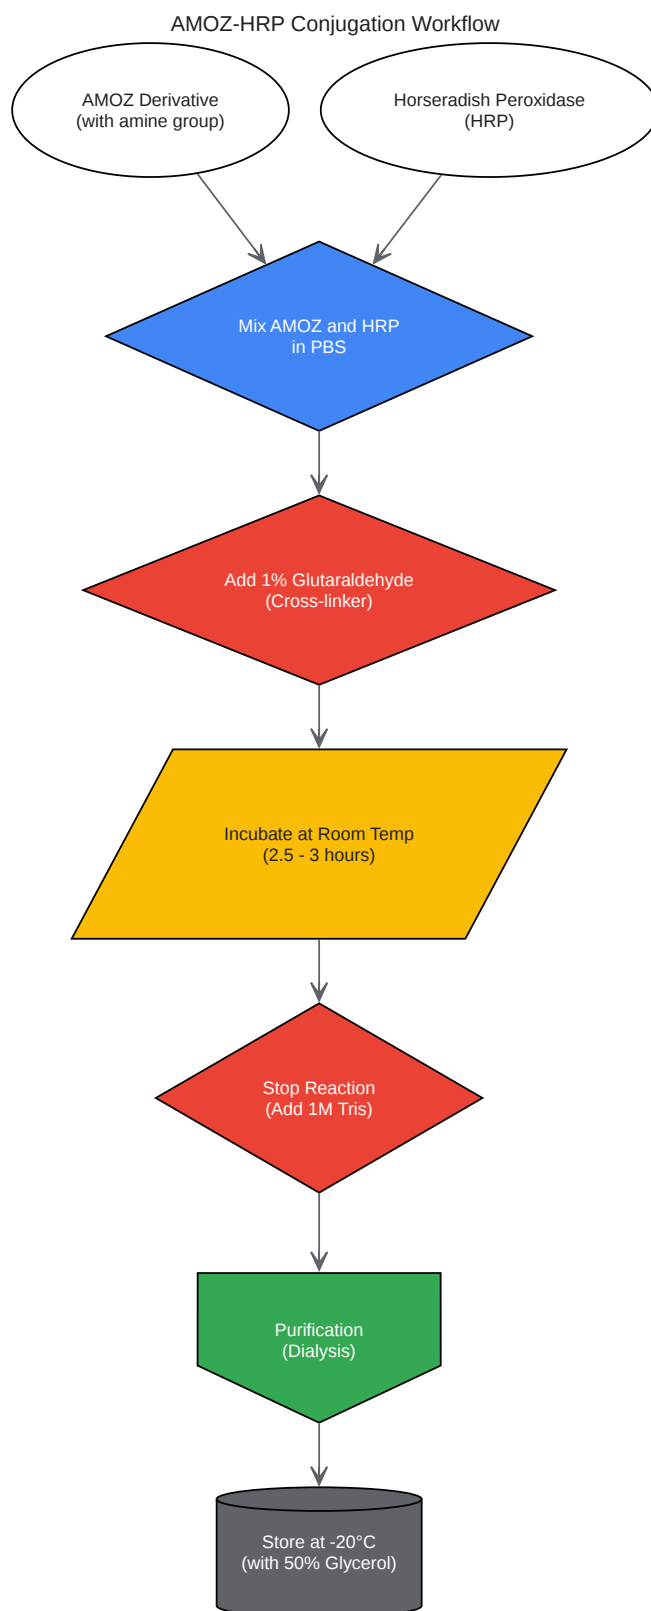 AMOZ-HRP Conjugation Workflow
AMOZ Derivative
(with amine group)
Horseradish Peroxidase
(HRP)
Mix AMOZ and HRP
in PBS
Add 1% Glutaraldehyde
(Cross-linker)
Incubate at Room Temp
(2.5 - 3 hours)
Stop Reaction
(Add 1M Tris)
Purification
(Dialysis)
Store at -20°C
(with 50% Glycerol)